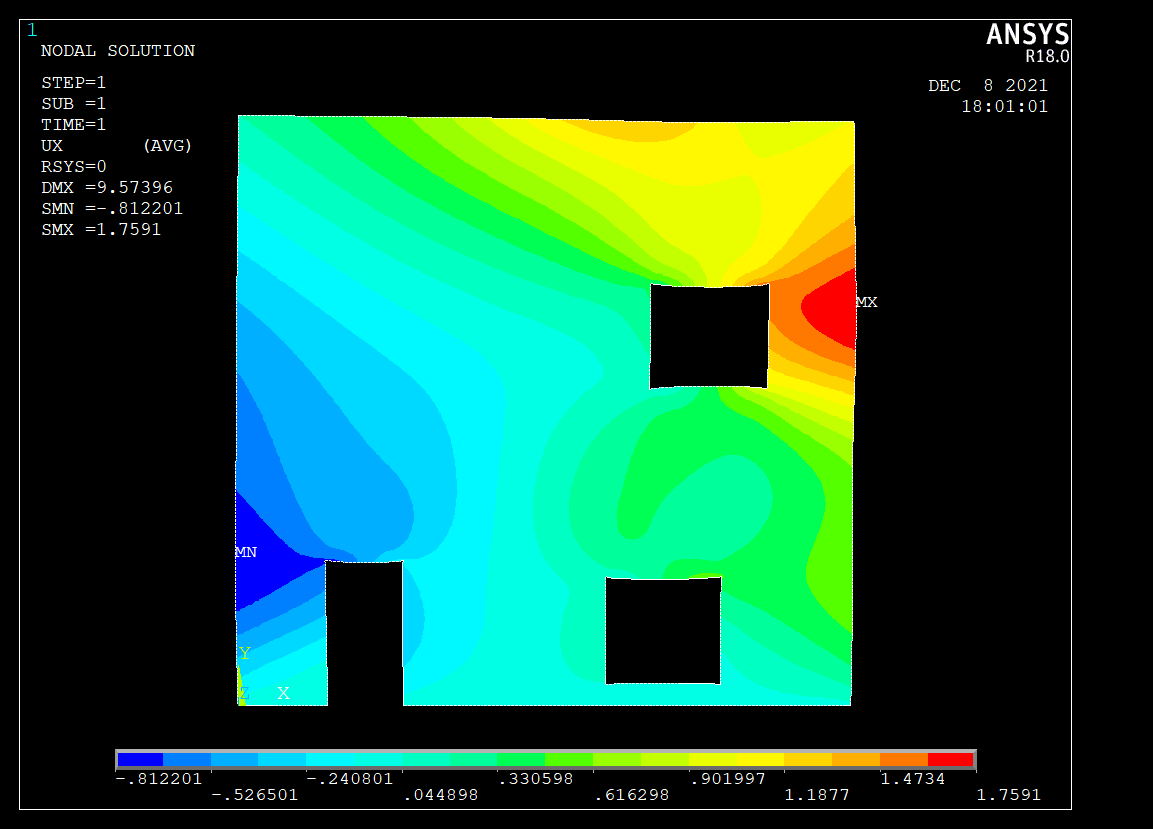 1
ANSYS
R18.0
NODAL SOLUTION
DEC 8 2021
18:01:01
STEP=1
SUB =1
TIME=1
UX (AVG)
RSYS=0
DMX =9.57396
SMN =-.812201
SMX =1.7591
MX
MN
Y
Z X
-.812201 -.240801 .330598 .901997 1.4734
-.526501 .044898 .616298 1.1877 1.7591